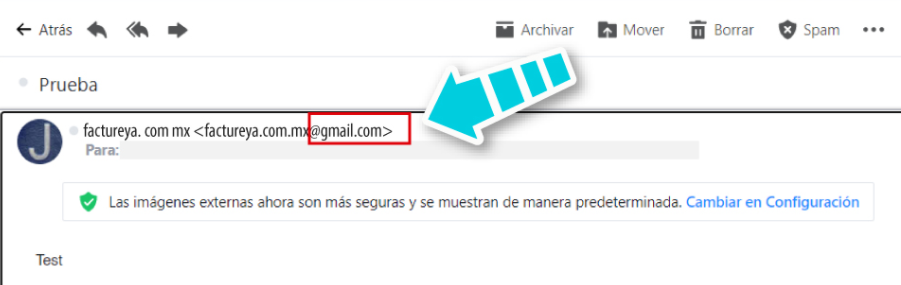 Atrás Archivar Mover Borrar Spam
Prueba
J factureya. com mx <factureya.com.mx@gmail.com>
Para:
Las imágenes externas ahora son más seguras y se muestran de manera predeterminada. Cambiar en Configuración
Test